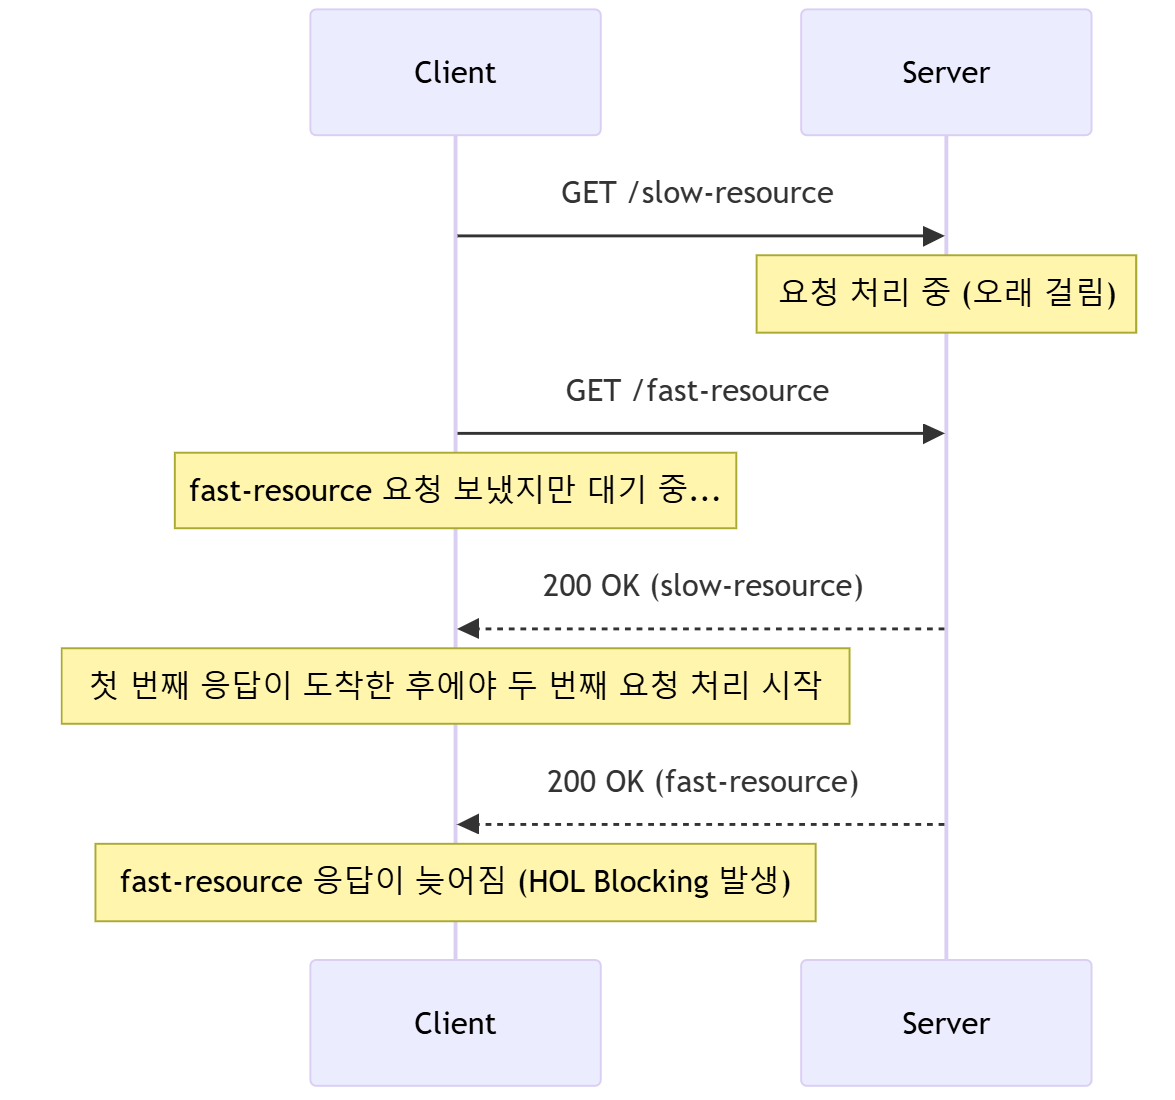 Client
Server
GET /slow-resource
요청 처리 중 (오래 걸림)
GET /fast-resource
fast-resource 요청 보냈지만 대기 중...
200 OK (slow-resource)
첫 번째 응답이 도착한 후에야 두 번째 요청 처리 시작
200 OK (fast-resource)
fast-resource 응답이 늦어짐 (HOL Blocking 발생)
Client
Server